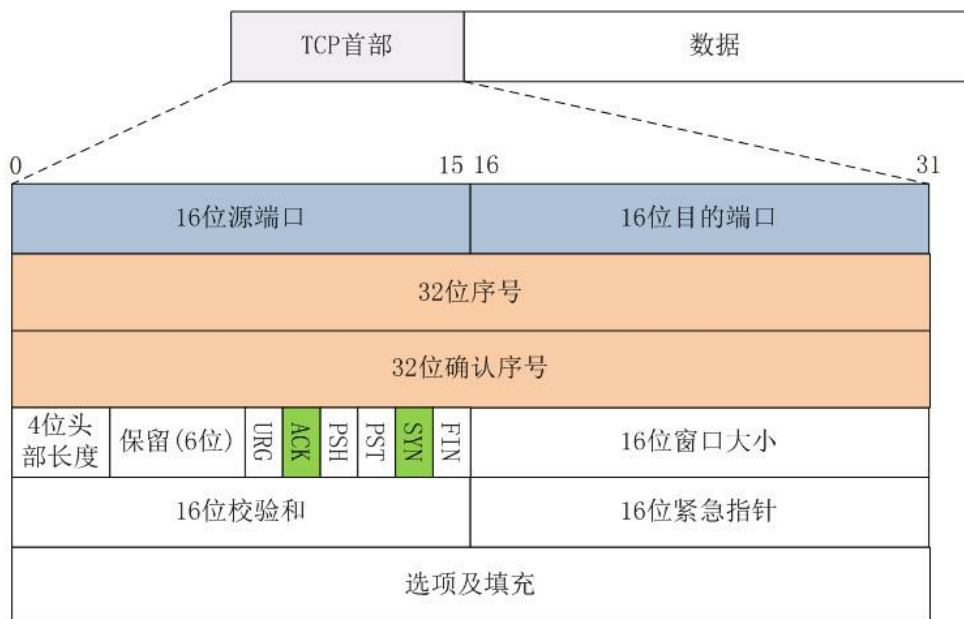 TCP首部
数据
0
15
16
31
16位源端口
16位目的端口
32位序号
32位确认序号
4位头
部长度
保留(6位)
URG
ACK
PSH
PST
SYN
FIN
16位窗口大小
16位校验和
16位紧急指针
选项及填充